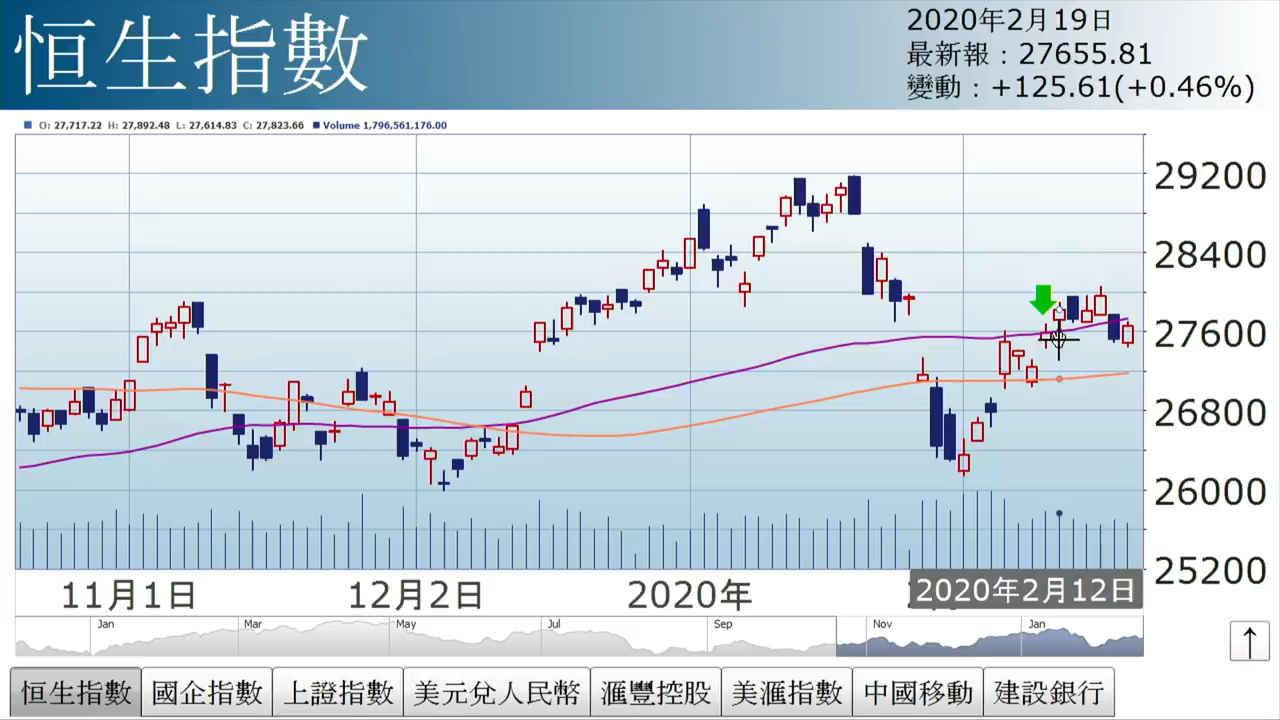 恒生指數
2020年2月19日
最新報：27655.81
變動：+125.61(+0.46%)
O: 27,717.22 H: 27,892.48 L: 27,614.83 C: 27,823.66 Volume 1,796,561,176.00
29200
28400
27600
26800
26000
25200
11月1日 12月2日 2020年 2020年2月12日
Jan Mar May Jul Sep Nov Jan
恒生指數 國企指數 上證指數 美元兌人民幣 滙豐控股 美滙指數 中國移動 建設銀行